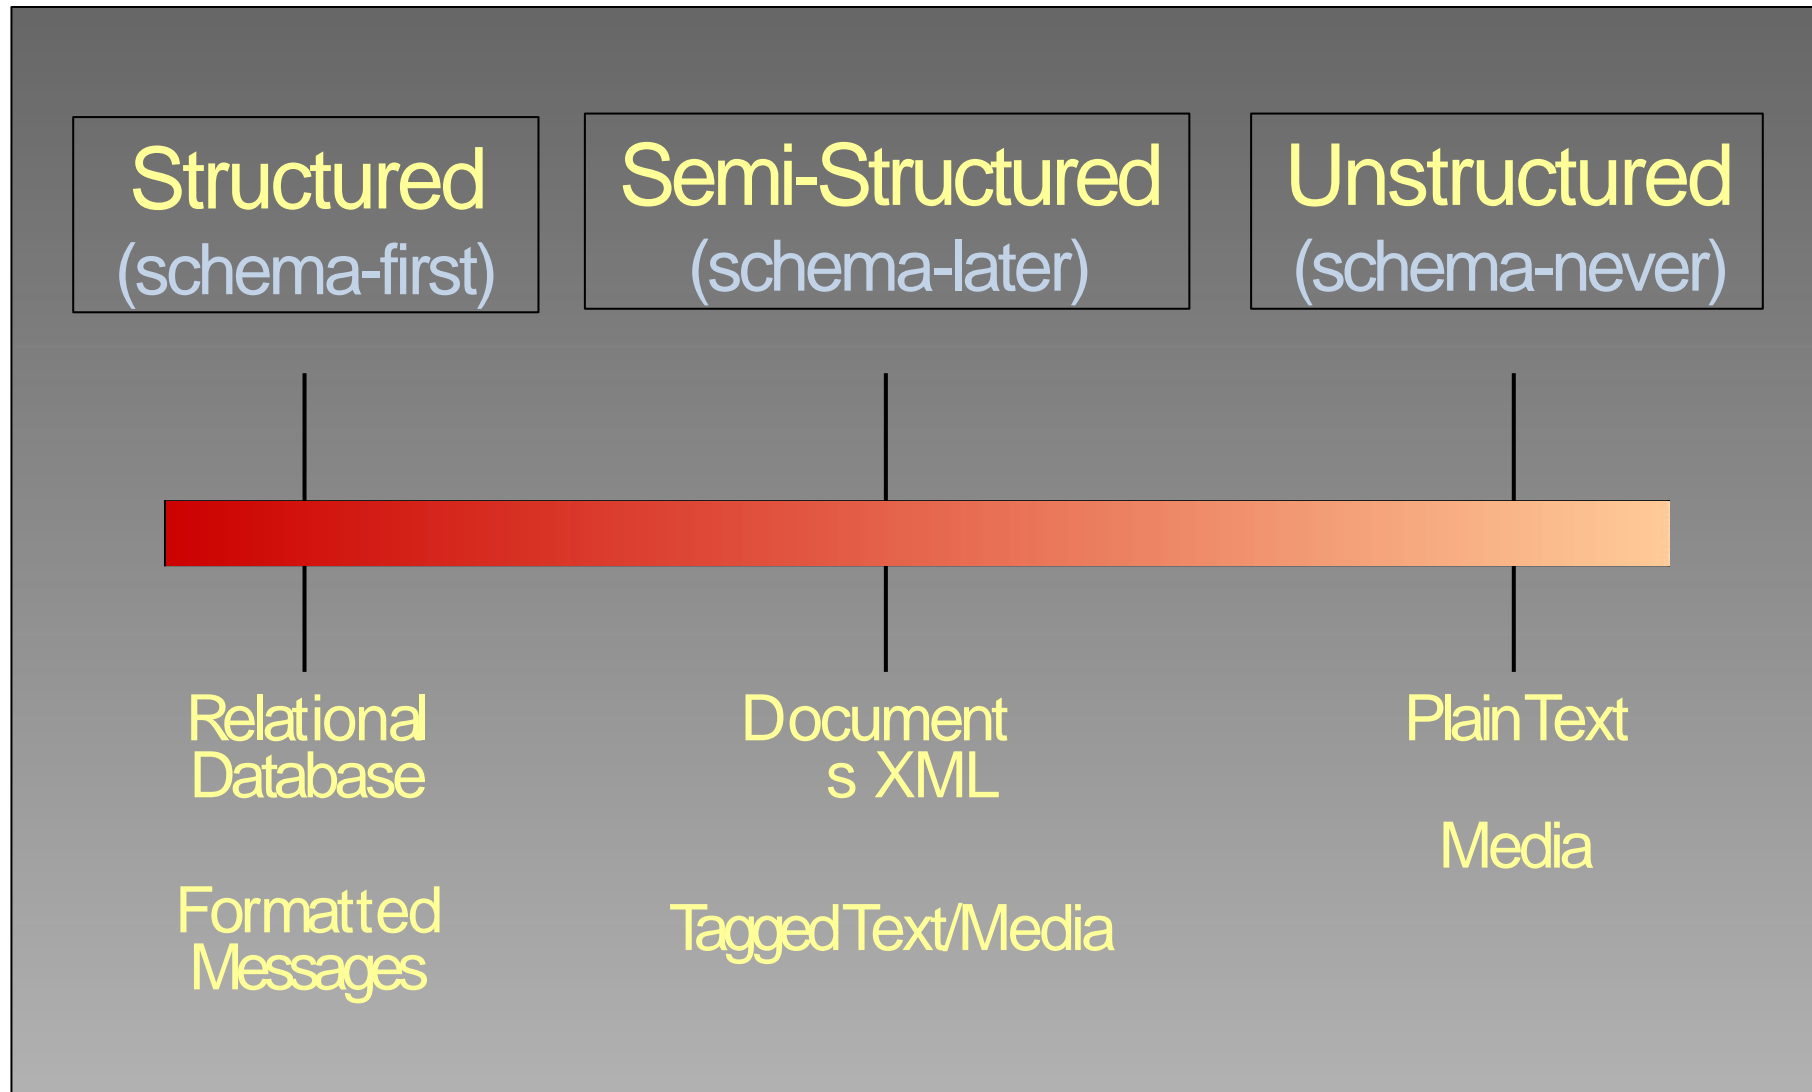 Structured
(schema-first)
Semi-Structured
(schema-later)
Unstructured
(schema-never)
Relational
Database
Formatted
Messages
Document
s XML
Tagged Text/Media
Plain Text
Media